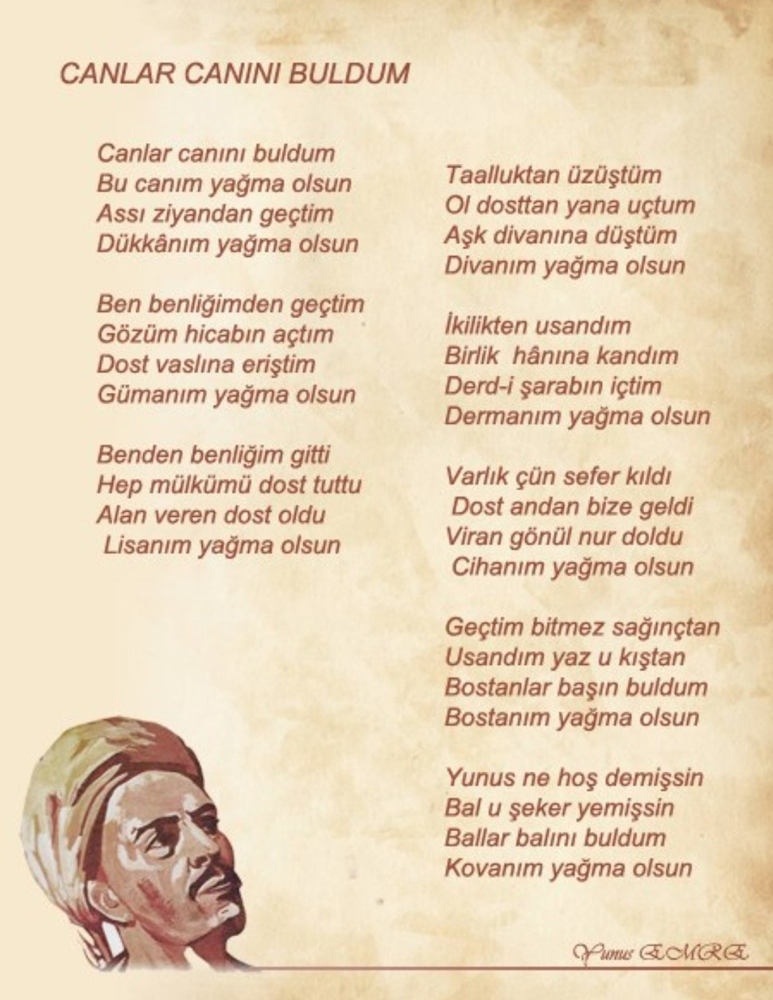 CANLAR CANINI BULDUM
Canlar canını buldum
Bu canım yağma olsun
Assı ziyandan geçtim
Dükkânım yağma olsun
Ben benliğimden geçtim
Gözüm hicabın açtım
Dost vaslına eriştim
Gümanım yağma olsun
Benden benliğim gitti
Hep mülkümü dost tuttu
Alan veren dost oldu
Lisanım yağma olsun
Taalluktan üzüştüm
Ol dosttan yana uçtum
Aşk divanına düştüm
Divanım yağma olsun
İkilikten usandım
Birlik hânına kandım
Derd-i şarabın içtim
Dermanım yağma olsun
Varlık çün sefer kıldı
Dost andan bize geldi
Viran gönül nur doldu
Cihanım yağma olsun
Geçtim bitmez sağınçtan
Usandım yaz u kıştan
Bostanlar başın buldum
Bostanım yağma olsun
Yunus ne hoş demişsin
Bal u şeker yemişsin
Ballar balını buldum
Kovanım yağma olsun
Yunus EMRE